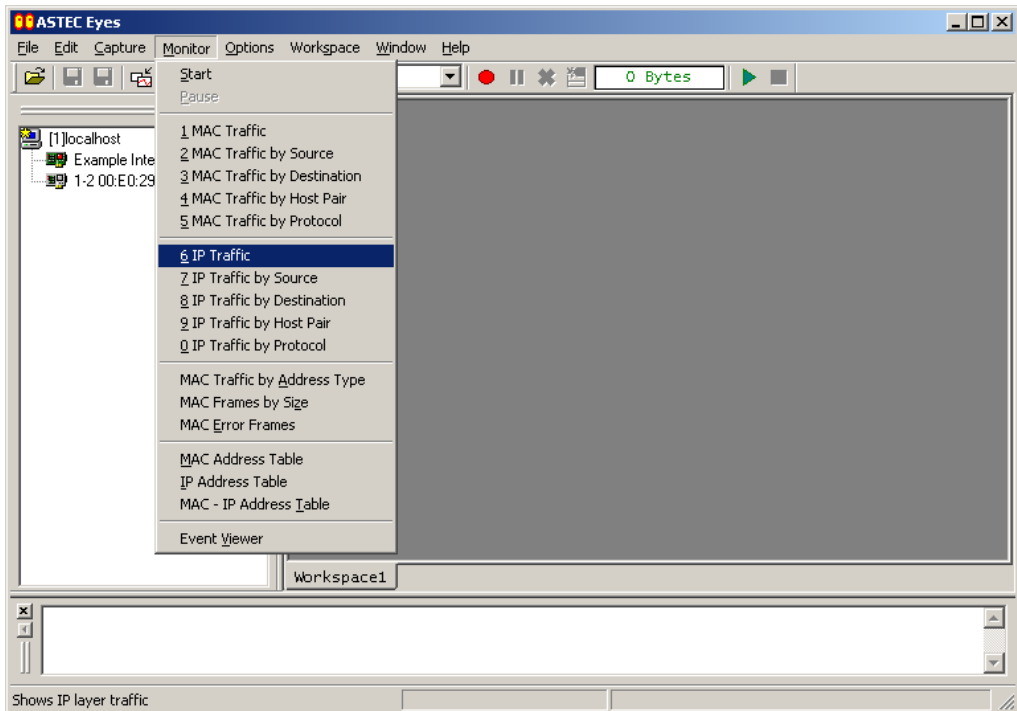 ASTEC Eyes
File Edit Capture Monitor Options Workspace Window Help
0 Bytes
Start
Pause
1 MAC Traffic
2 MAC Traffic by Source
3 MAC Traffic by Destination
4 MAC Traffic by Host Pair
5 MAC Traffic by Protocol
6 IP Traffic
7 IP Traffic by Source
8 IP Traffic by Destination
9 IP Traffic by Host Pair
0 IP Traffic by Protocol
MAC Traffic by Address Type
MAC Frames by Size
MAC Error Frames
MAC Address Table
IP Address Table
MAC - IP Address Table
Event Viewer
[1]localhost
Example Inte
1-2 00:E0:29
Workspace1
Shows IP layer traffic